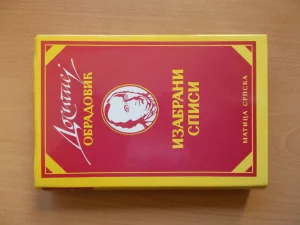 Доситеј
ОБРАДОВИЋ
ИЗАБРАНИ
СПИСИ
МАТИЦА СРПСКА